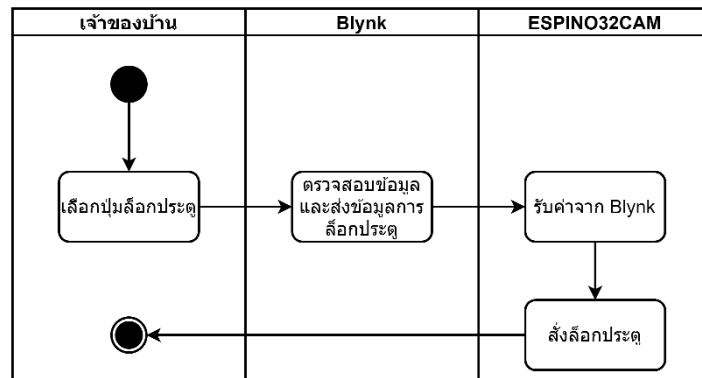 เจ้าของบ้าน
Blynk
ESPINO32CAM
เลือกปุ่มล็อกประตู
ตรวจสอบข้อมูล
และส่งข้อมูลการ
ล็อกประตู
รับค่าจาก Blynk
สั่งล็อกประตู